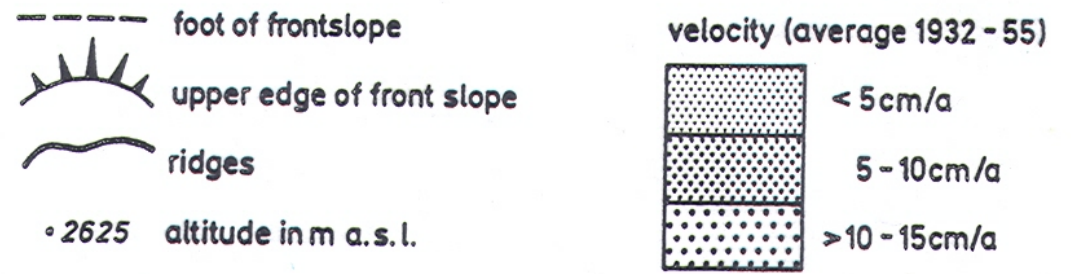 foot of frontslope
upper edge of front slope
ridges
2625 altitude in m a.s.l.
velocity (average 1932-55)
< 5cm/a
5-10cm/a
>10-15cm/a